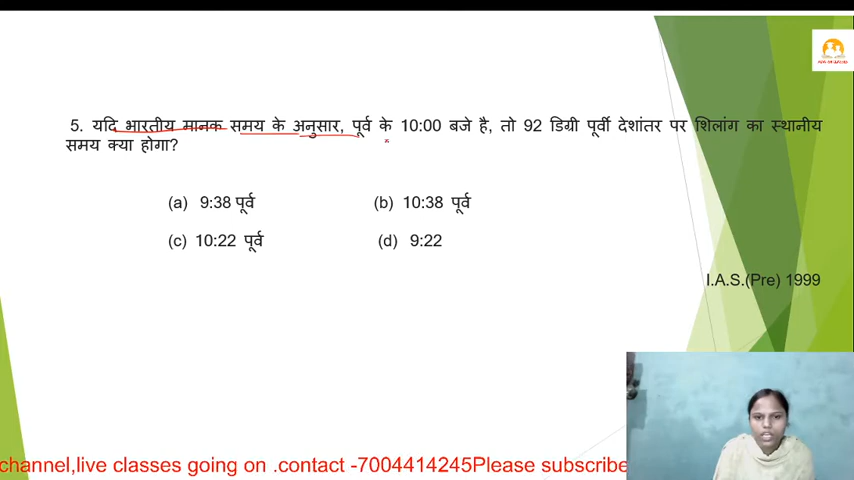 5. यदि भारतीय मानक समय के अनुसार, पूर्व के 10:00 बजे है, तो 92 डिग्री पूर्वी देशांतर पर शिलांग का स्थानीय
समय क्या होगा?
(a) 9:38 पूर्व
(b) 10:38 पूर्व
(c) 10:22 पूर्व
(d) 9:22
I.A.S.(Pre) 1999
channel,live classes going on .contact -7004414245Please subscribe